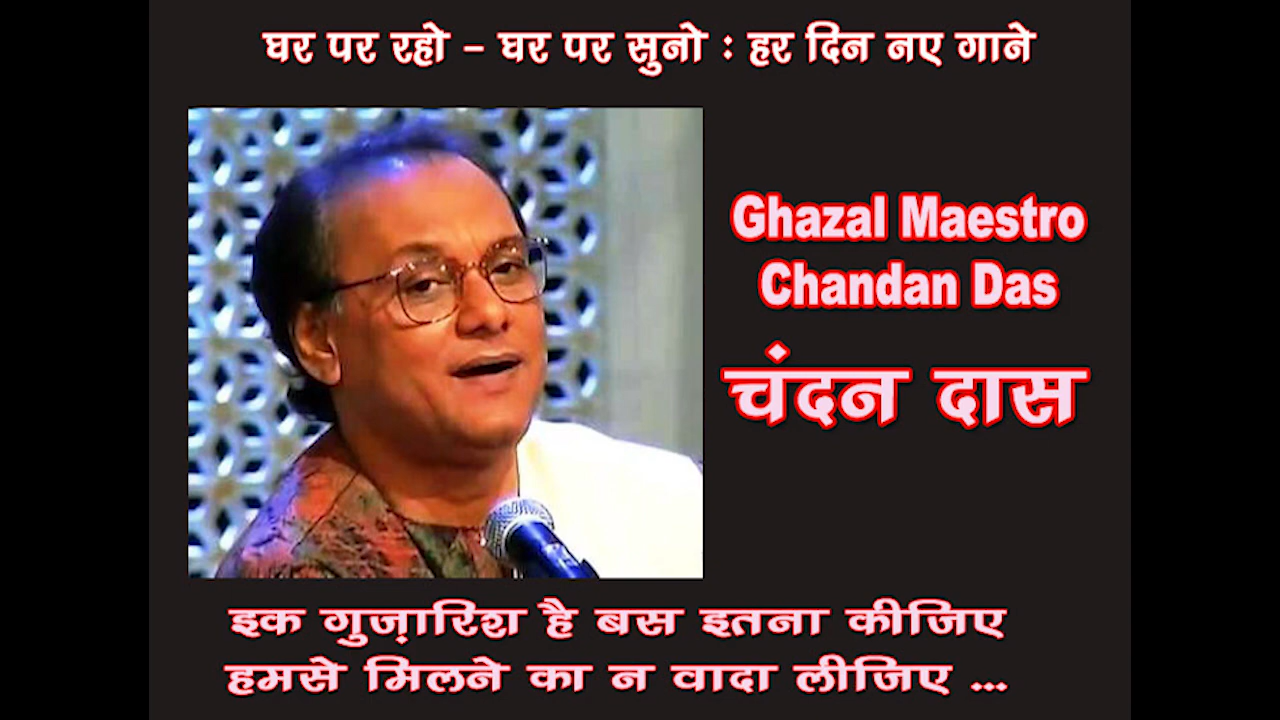 घर पर रहो - घर पर सुनो : हर दिन नए गाने
Ghazal Maestro
Chandan Das
चंदन दास
इक गुज़ारिश है बस इतना कीजिए
हमसे मिलने का न वादा लीजिए ...